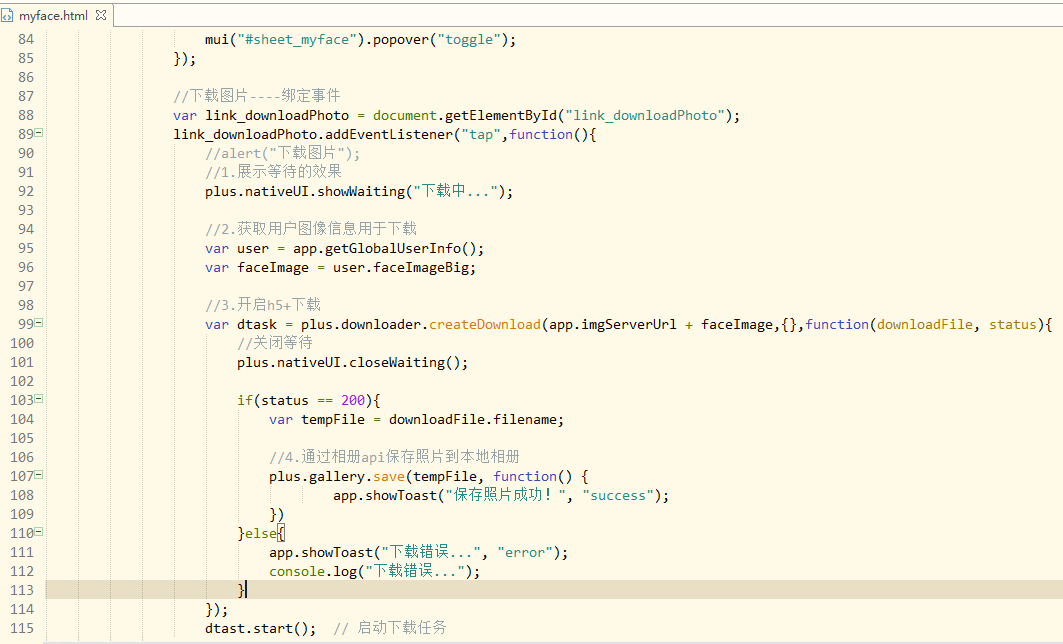 myface.html
84 mui("#sheet_myface").popover("toggle");
85 });
86
87 //下载图片----绑定事件
88 var link_downloadPhoto = document.getElementById("link_downloadPhoto");
89 link_downloadPhoto.addEventListener("tap",function(){
90 //alert("下载图片");
91 //1.展示等待的效果
92 plus.nativeUI.showWaiting("下载中...");
93
94 //2.获取用户图像信息用于下载
95 var user = app.getGlobalUserInfo();
96 var faceImage = user.faceImageBig;
97
98 //3.开启h5+下载
99 var dtask = plus.downloader.createDownload(app.imgServerUrl + faceImage,{},function(downloadFile, status){
100 //关闭等待
101 plus.nativeUI.closeWaiting();
102
103 if(status == 200){
104 var tempFile = downloadFile.filename;
105
106 //4.通过相册api保存照片到本地相册
107 plus.gallery.save(tempFile, function() {
108 app.showToast("保存照片成功！", "success");
109 })
110 }else{
111 app.showToast("下载错误...", "error");
112 console.log("下载错误...");
113 }
114 });
115 dtast.start(); // 启动下载任务